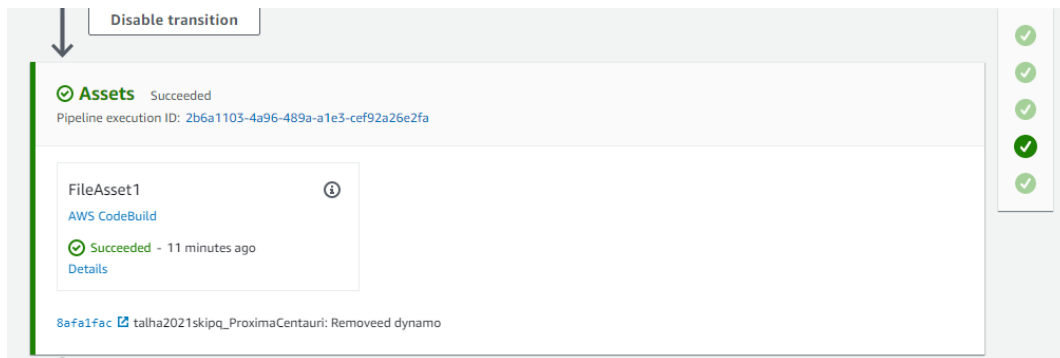 Disable transition
Assets Succeeded
Pipeline execution ID: 2b6a1103-4a96-489a-a1e3-cef92a26e2fa
FileAsset1
AWS CodeBuild
Succeeded - 11 minutes ago
Details
8afa1fac talha2021skipq_ProximaCentauri: Removeed dynamo